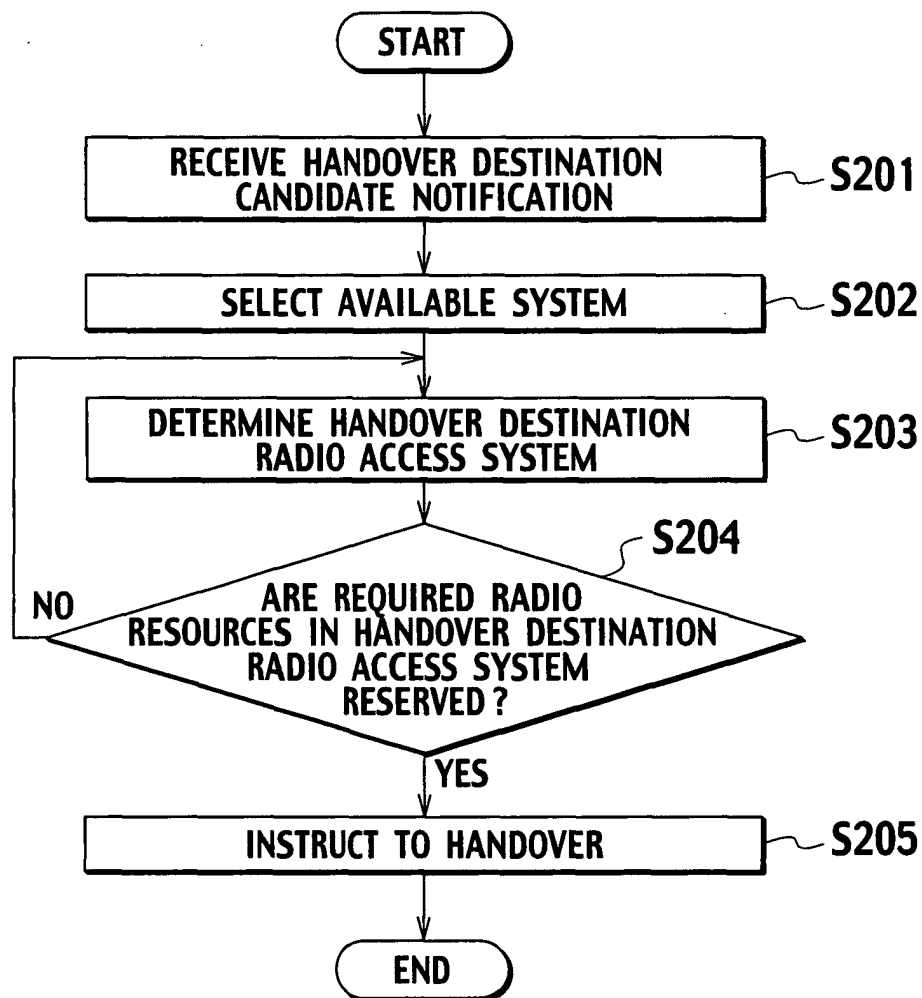 START
RECEIVE HANDOVER DESTINATION
CANDIDATE NOTIFICATION
S201
SELECT AVAILABLE SYSTEM
S202
DETERMINE HANDOVER DESTINATION
RADIO ACCESS SYSTEM
S203
S204
ARE REQUIRED RADIO
RESOURCES IN HANDOVER DESTINATION
RADIO ACCESS SYSTEM
RESERVED?
NO
YES
INSTRUCT TO HANDOVER
S205
END